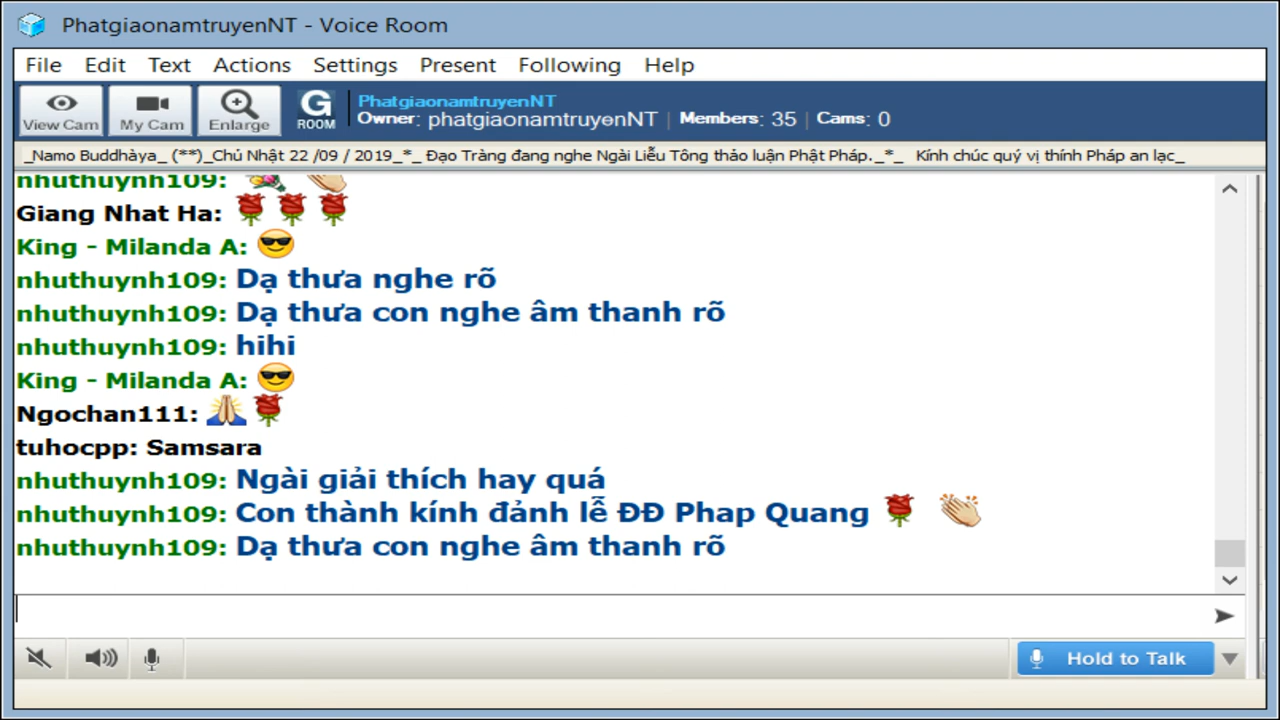 PhatgiaonamtruyenNT - Voice Room
File Edit Text Actions Settings Present Following Help
View Cam My Cam Enlarge G ROOM PhatgiaonamtruyenNT
Owner: phatgiaonamtruyenNT | Members: 35 | Cams: 0
_Namo Buddhàya_ (**)_Chủ Nhật 22 /09 / 2019_*_ Đạo Tràng đang nghe Ngài Liễu Tông thảo luận Phật Pháp._*_ Kính chúc quý vị thính Pháp an lạc_
nhuthuynh109:
Giang Nhat Ha:
King - Milanda A:
nhuthuynh109: Dạ thưa nghe rõ
nhuthuynh109: Dạ thưa con nghe âm thanh rõ
nhuthuynh109: hihi
King - Milanda A:
Ngochan111:
tuhocpp: Samsara
nhuthuynh109: Ngài giải thích hay quá
nhuthuynh109: Con thành kính đảnh lễ ĐĐ Phap Quang
nhuthuynh109: Dạ thưa con nghe âm thanh rõ
Hold to Talk